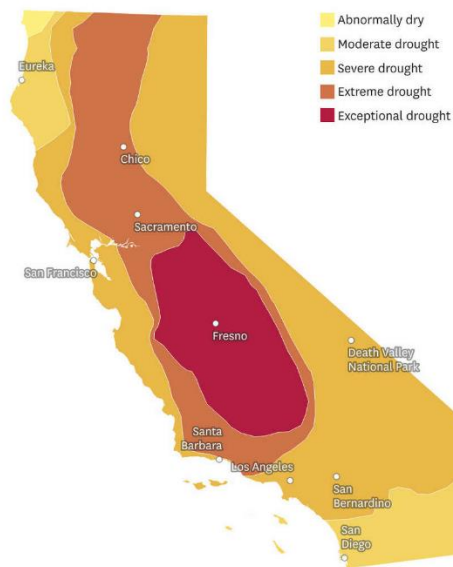 Abnormally dry
Moderate drought
Severe drought
Extreme drought
Exceptional drought
Eureka
Chico
Sacramento
San Francisco
Fresno
Death Valley
National Park
Santa
Barbara
Los Angeles
San
Bernardino
San
Diego